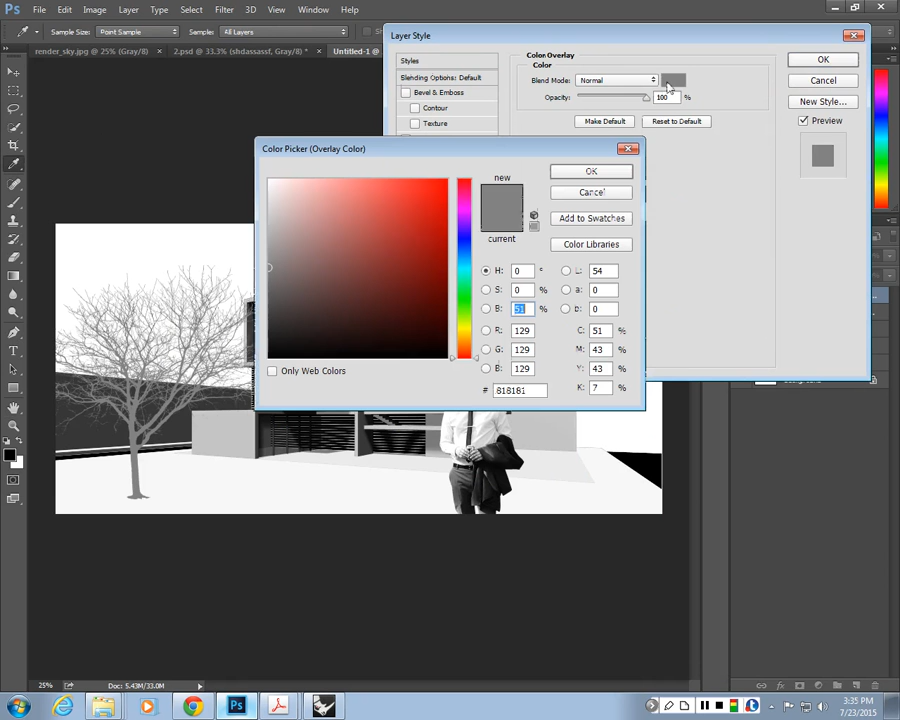 Ps File Edit Image Layer Type Select Filter 3D View Window Help
Sample: Point Sample Sample: All Layers
render_sky.jpg @ 25% (Gray/8) × 2.psd @ 33.3% (shdassassf, Gray/8) * × Untitled-1 @
Layer Style
Styles
Blending Options: Default
Bevel & Emboss
Contour
Texture
Color Overlay
Color
Blend Mode: Normal
Opacity: 100 %
Make Default Reset to Default
OK
Cancel
New Style...
Preview
Color Picker (Overlay Color)
new
current
OK
Cancel
Add to Swatches
Color Libraries
H: 0 ° L: 54
S: 0 % a: 0
B: 51 % b: 0
R: 129 C: 51 %
G: 129 M: 43 %
B: 129 Y: 43 %
# 818181 K: 7 %
Only Web Colors
25% Doc: 5.43M/33.0M
Ps
3:35 PM
7/23/2015